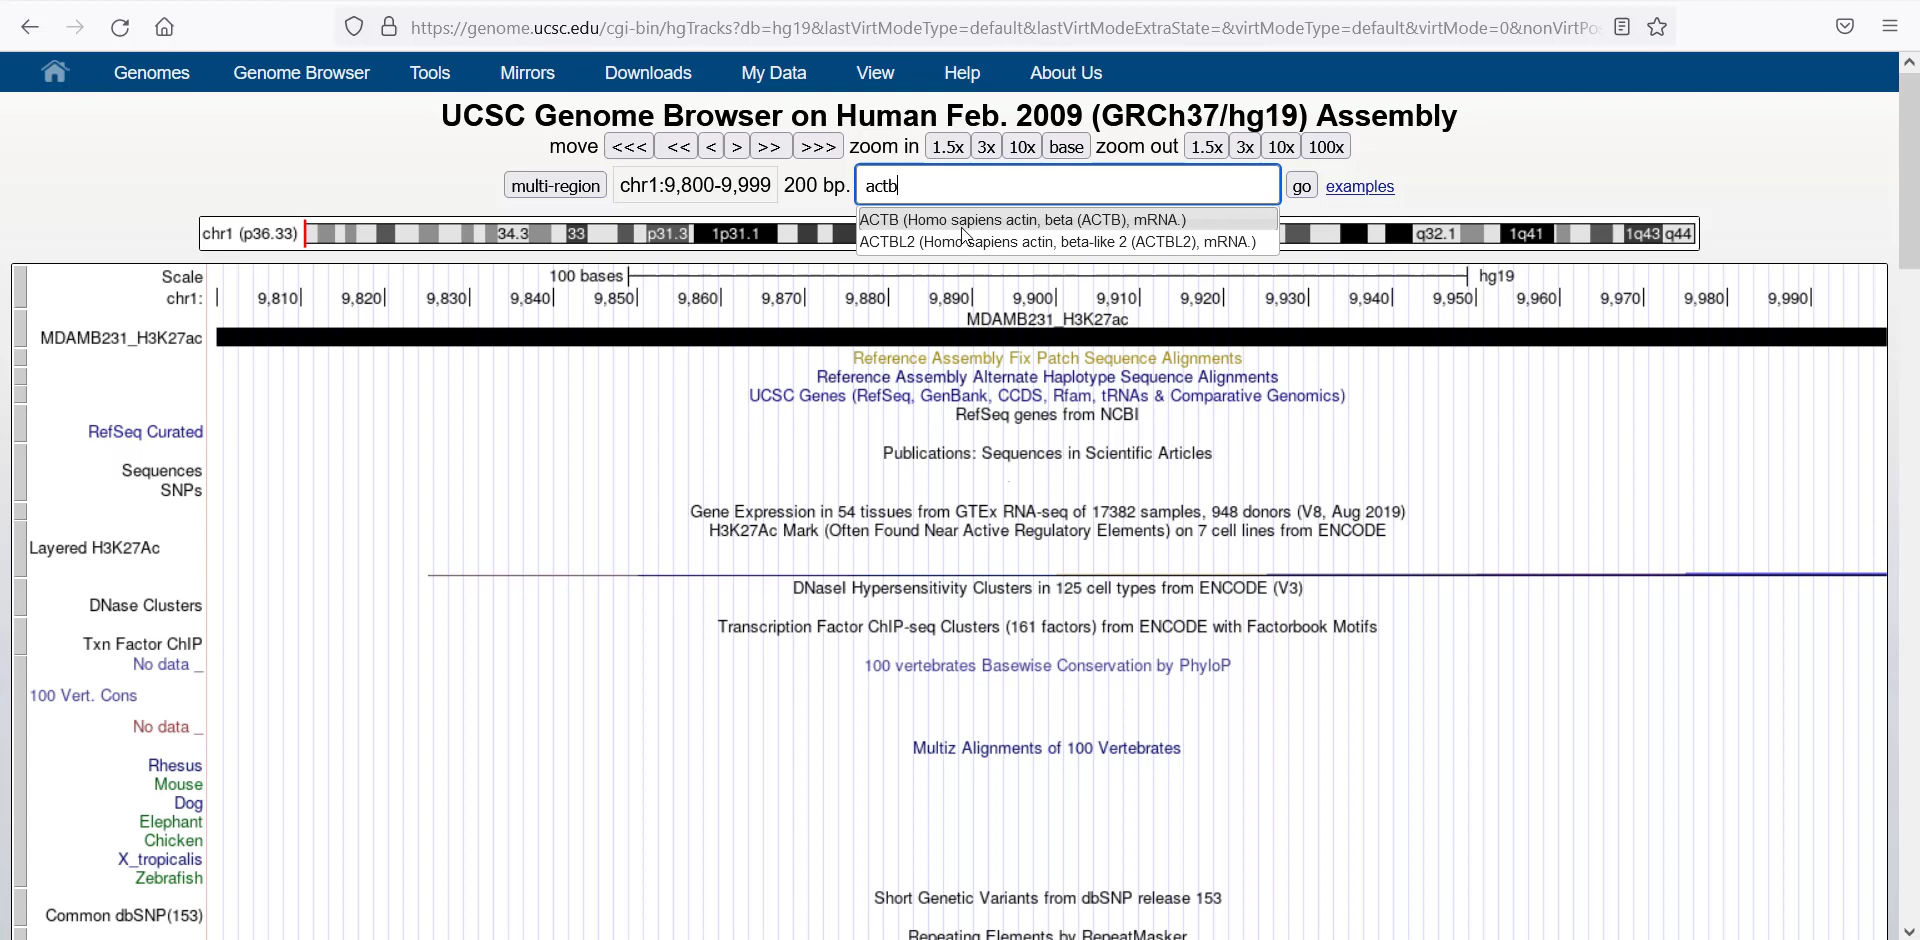 https://genome.ucsc.edu/cgi-bin/hgTracks?db=hg19&lastVirtModeType=default&lastVirtModeExtraState=&virtModeType=default&virtMode=0&nonVirtPo
Genomes Genome Browser Tools Mirrors Downloads My Data View Help About Us
UCSC Genome Browser on Human Feb. 2009 (GRCh37/hg19) Assembly
move <<< << < > >> >>> zoom in 1.5x 3x 10x base zoom out 1.5x 3x 10x 100x
multi-region chr1:9,800-9,999 200 bp. actb go examples
ACTB (Homo sapiens actin, beta (ACTB), mRNA.)
chr1 (p36.33) 34.3 33 p31.3 1p31.1 q32.1 1q41 1q43 q44
ACTBL2 (Homo sapiens actin, beta-like 2 (ACTBL2), mRNA.)
Scale 100 bases hg19
chr1: 9,810 9,820 9,830 9,840 9,850 9,860 9,870 9,880 9,890 9,900 9,910 9,920 9,930 9,940 9,950 9,960 9,970 9,980 9,990
MDAMB231_H3K27ac
MDAMB231_H3K27ac
Reference Assembly Fix Patch Sequence Alignments
Reference Assembly Alternate Haplotype Sequence Alignments
UCSC Genes (RefSeq, GenBank, CCDS, Rfam, tRNAs & Comparative Genomics)
RefSeq genes from NCBI
RefSeq Curated
Publications: Sequences in Scientific Articles
Sequences
SNPs
Gene Expression in 54 tissues from GTEx RNA-seq of 17382 samples, 948 donors (V8, Aug 2019)
H3K27Ac Mark (Often Found Near Active Regulatory Elements) on 7 cell lines from ENCODE
Layered H3K27Ac
DNaseI Hypersensitivity Clusters in 125 cell types from ENCODE (V3)
DNase Clusters
Transcription Factor ChIP-seq Clusters (161 factors) from ENCODE with Factorbook Motifs
Txn Factor ChIP
No data _
100 vertebrates Basewise Conservation by PhyloP
100 Vert. Cons
No data _
Multiz Alignments of 100 Vertebrates
Rhesus
Mouse
Dog
Elephant
Chicken
X_tropicalis
Zebrafish
Short Genetic Variants from dbSNP release 153
Common dbSNP(153)
Repeating Elements by RepeatMasker